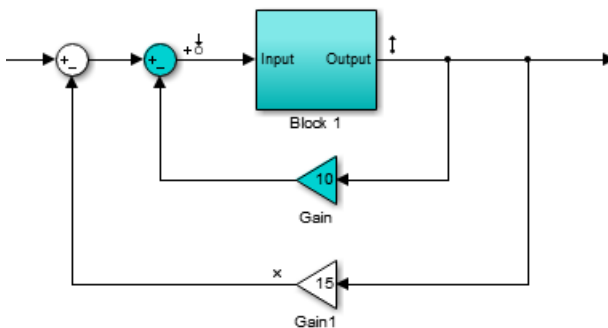 +
−
+
−
+
Input Output
Block 1
10
Gain
×
15
Gain1